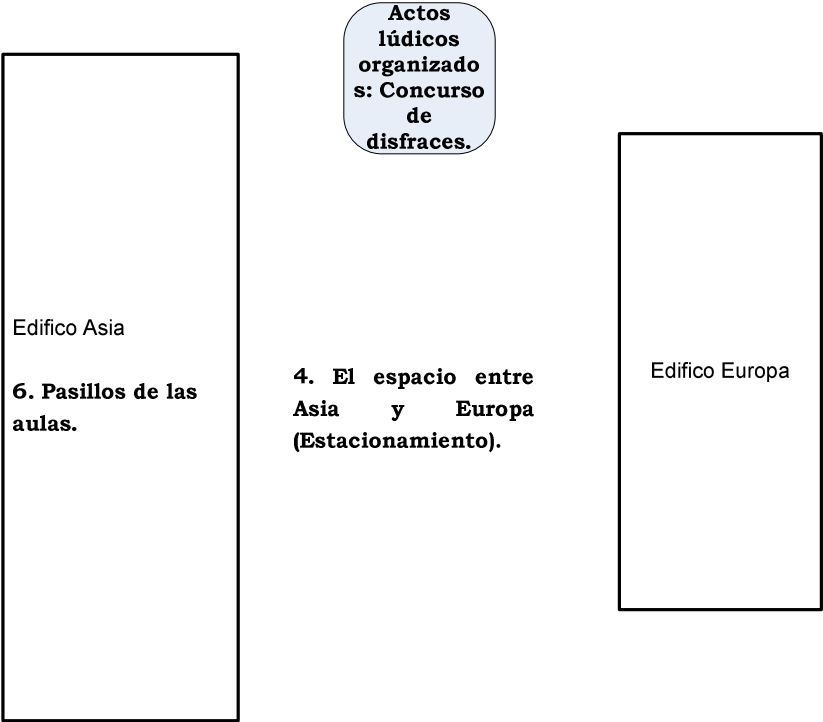 Actos
lúdicos
organizado
s: Concurso
de
disfraces.
Edifico Asia
6. Pasillos de las
aulas.
4. El espacio entre
Asia y Europa
(Estacionamiento).
Edifico Europa